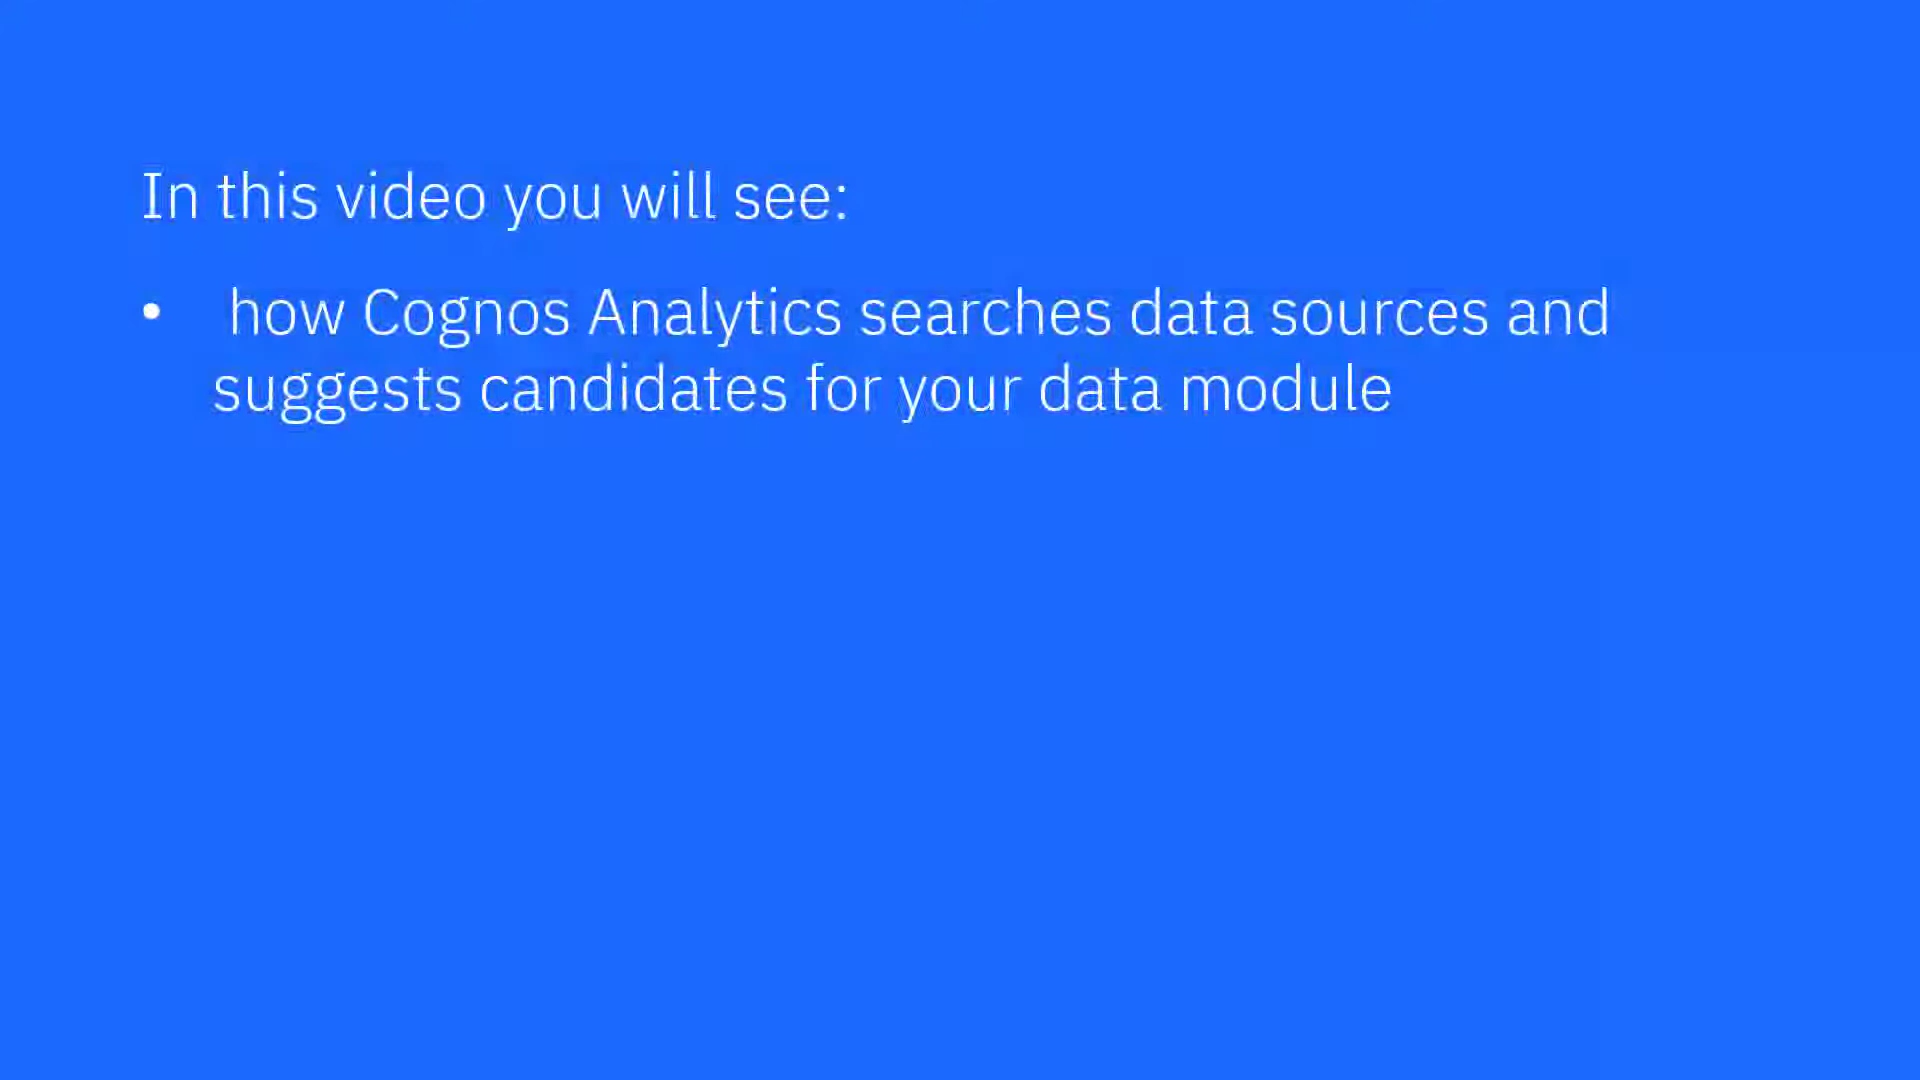 In this video you will see:
• how Cognos Analytics searches data sources and
suggests candidates for your data module